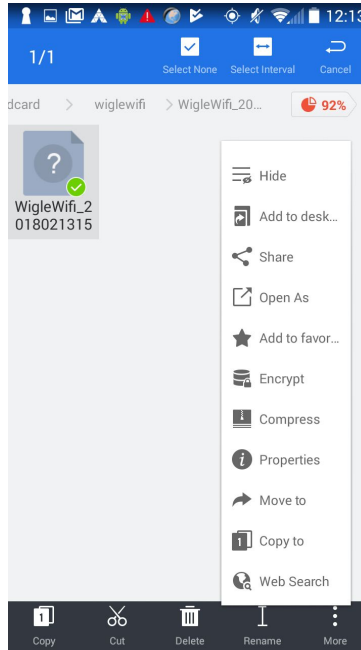 12:13
1/1
Select None
Select Interval
Cancel
dcard > wiglewifi > WigleWifi_20... 92%
WigleWifi_2
018021315
Hide
Add to desk...
Share
Open As
Add to favor...
Encrypt
Compress
Properties
Move to
1 Copy to
Web Search
1
Copy
Cut
Delete
Rename
More